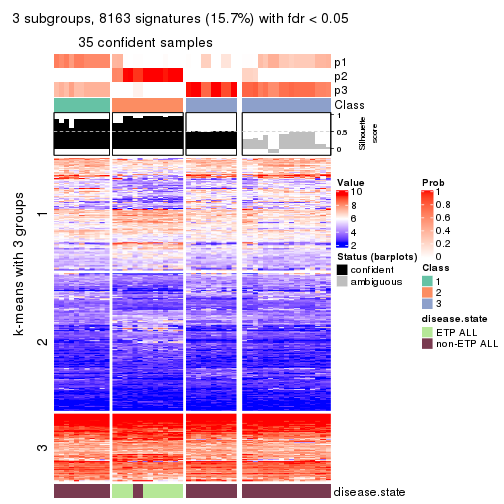 3 subgroups, 8163 signatures (15.7%) with fdr < 0.05
35 confident samples
p1
p2
p3
Class
1
0.5
0
Silhouette
score
k-means with 3 groups
1
2
3
disease.state
Value
10
8
6
4
2
Status (barplots)
confident
ambiguous
Prob
1
0.8
0.6
0.4
0.2
0
Class
1
2
3
disease.state
ETP ALL
non-ETP ALL